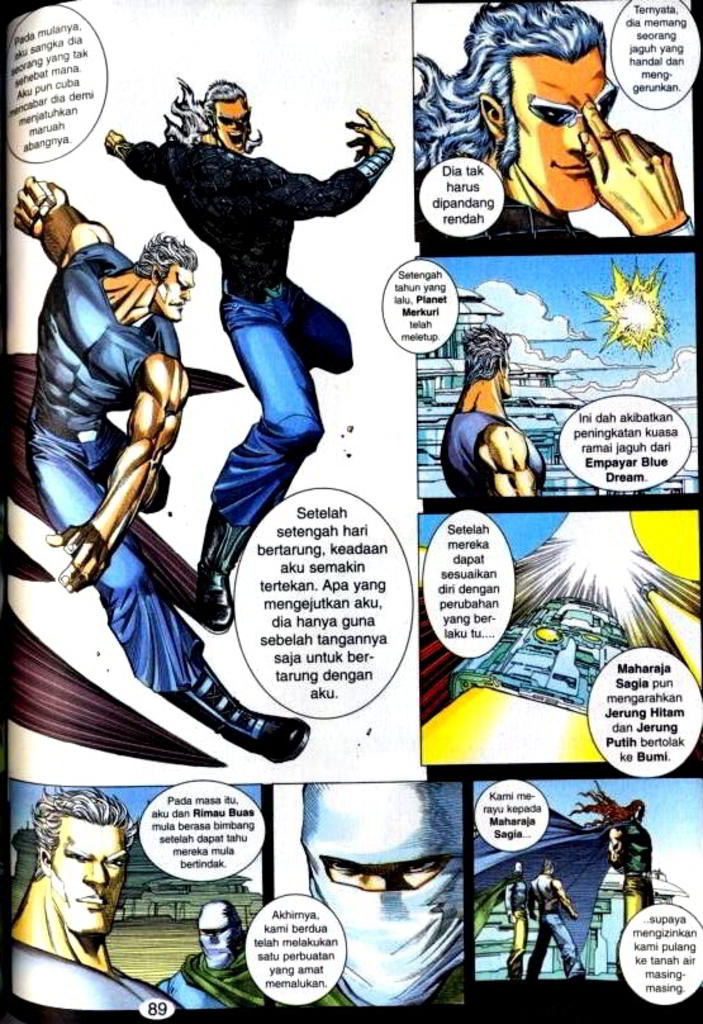 Pada mulanya,
aku sangka dia
seorang yang tak
sehebat mana.
Aku pun cuba
mencabar dia demi
menjatuhkan
maruah
abangnya.
Ternyata,
dia memang
seorang
jaguh yang
handal dan
meng-
gerunkan.
Dia tak
harus
dipandang
rendah
Setengah
tahun yang
lalu, Planet
Merkuri
telah
meletup.
Ini dah akibatkan
peningkatan kuasa
ramai jaguh dari
Empayar Blue
Dream.
Setelah
setengah hari
bertarung, keadaan
aku semakin
tertekan. Apa yang
mengejutkan aku,
dia hanya guna
sebelah tangannya
saja untuk ber-
tarung dengan
aku.
Setelah
mereka
dapat
sesuaikan
diri dengan
perubahan
yang ber-
laku tu....
Maharaja
Sagia pun
mengarahkan
Jerung Hitam
dan Jerung
Putih bertolak
ke Bumi.
Pada masa itu,
aku dan Rimau Buas
mula berasa bimbang
setelah dapat tahu
mereka mula
bertindak.
Akhirnya,
kami berdua
telah melakukan
satu perbuatan
yang amat
memalukan.
Kami me-
rayu kepada
Maharaja
Sagia...
..supaya
mengizinkan
kami pulang
ke tanah air
masing-
masing.
89